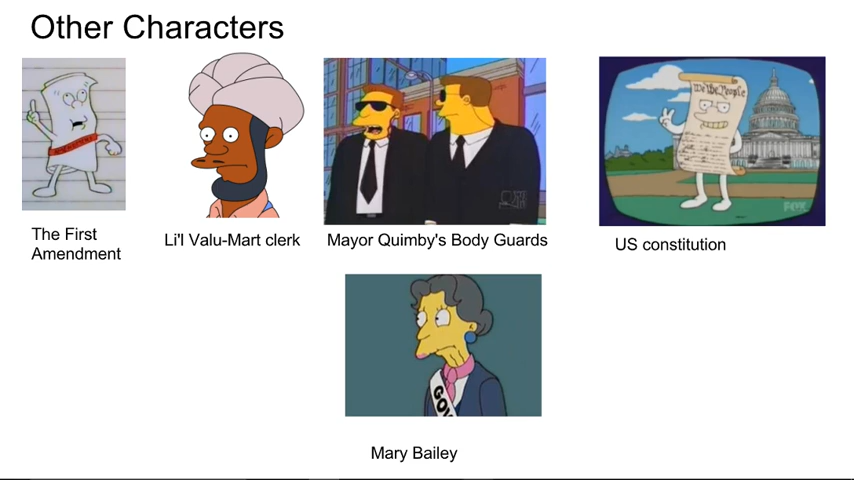 Other Characters
We the People
The First
Amendment
Li'l Valu-Mart clerk
Mayor Quimby's Body Guards
US constitution
GOV
Mary Bailey